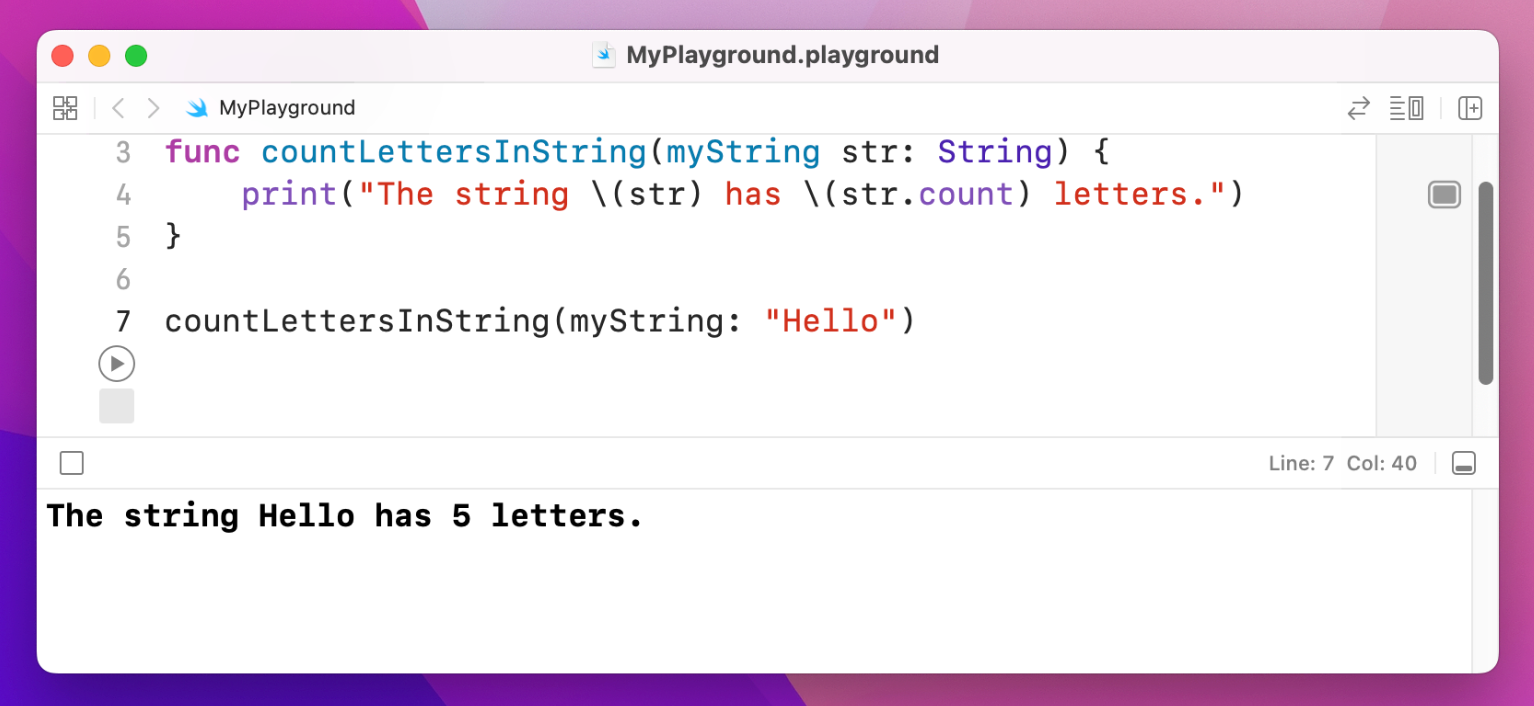 MyPlayground.playground
MyPlayground
3 func countLettersInString(myString str: String) {
4     print("The string \(str) has \(str.count) letters.")
5 }
6
7 countLettersInString(myString: "Hello")
Line: 7 Col: 40
The string Hello has 5 letters.